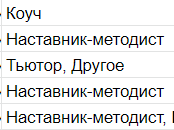 Коуч
Наставник-методист
Тьютор, Другое
Наставник-методист
Наставник-методист,